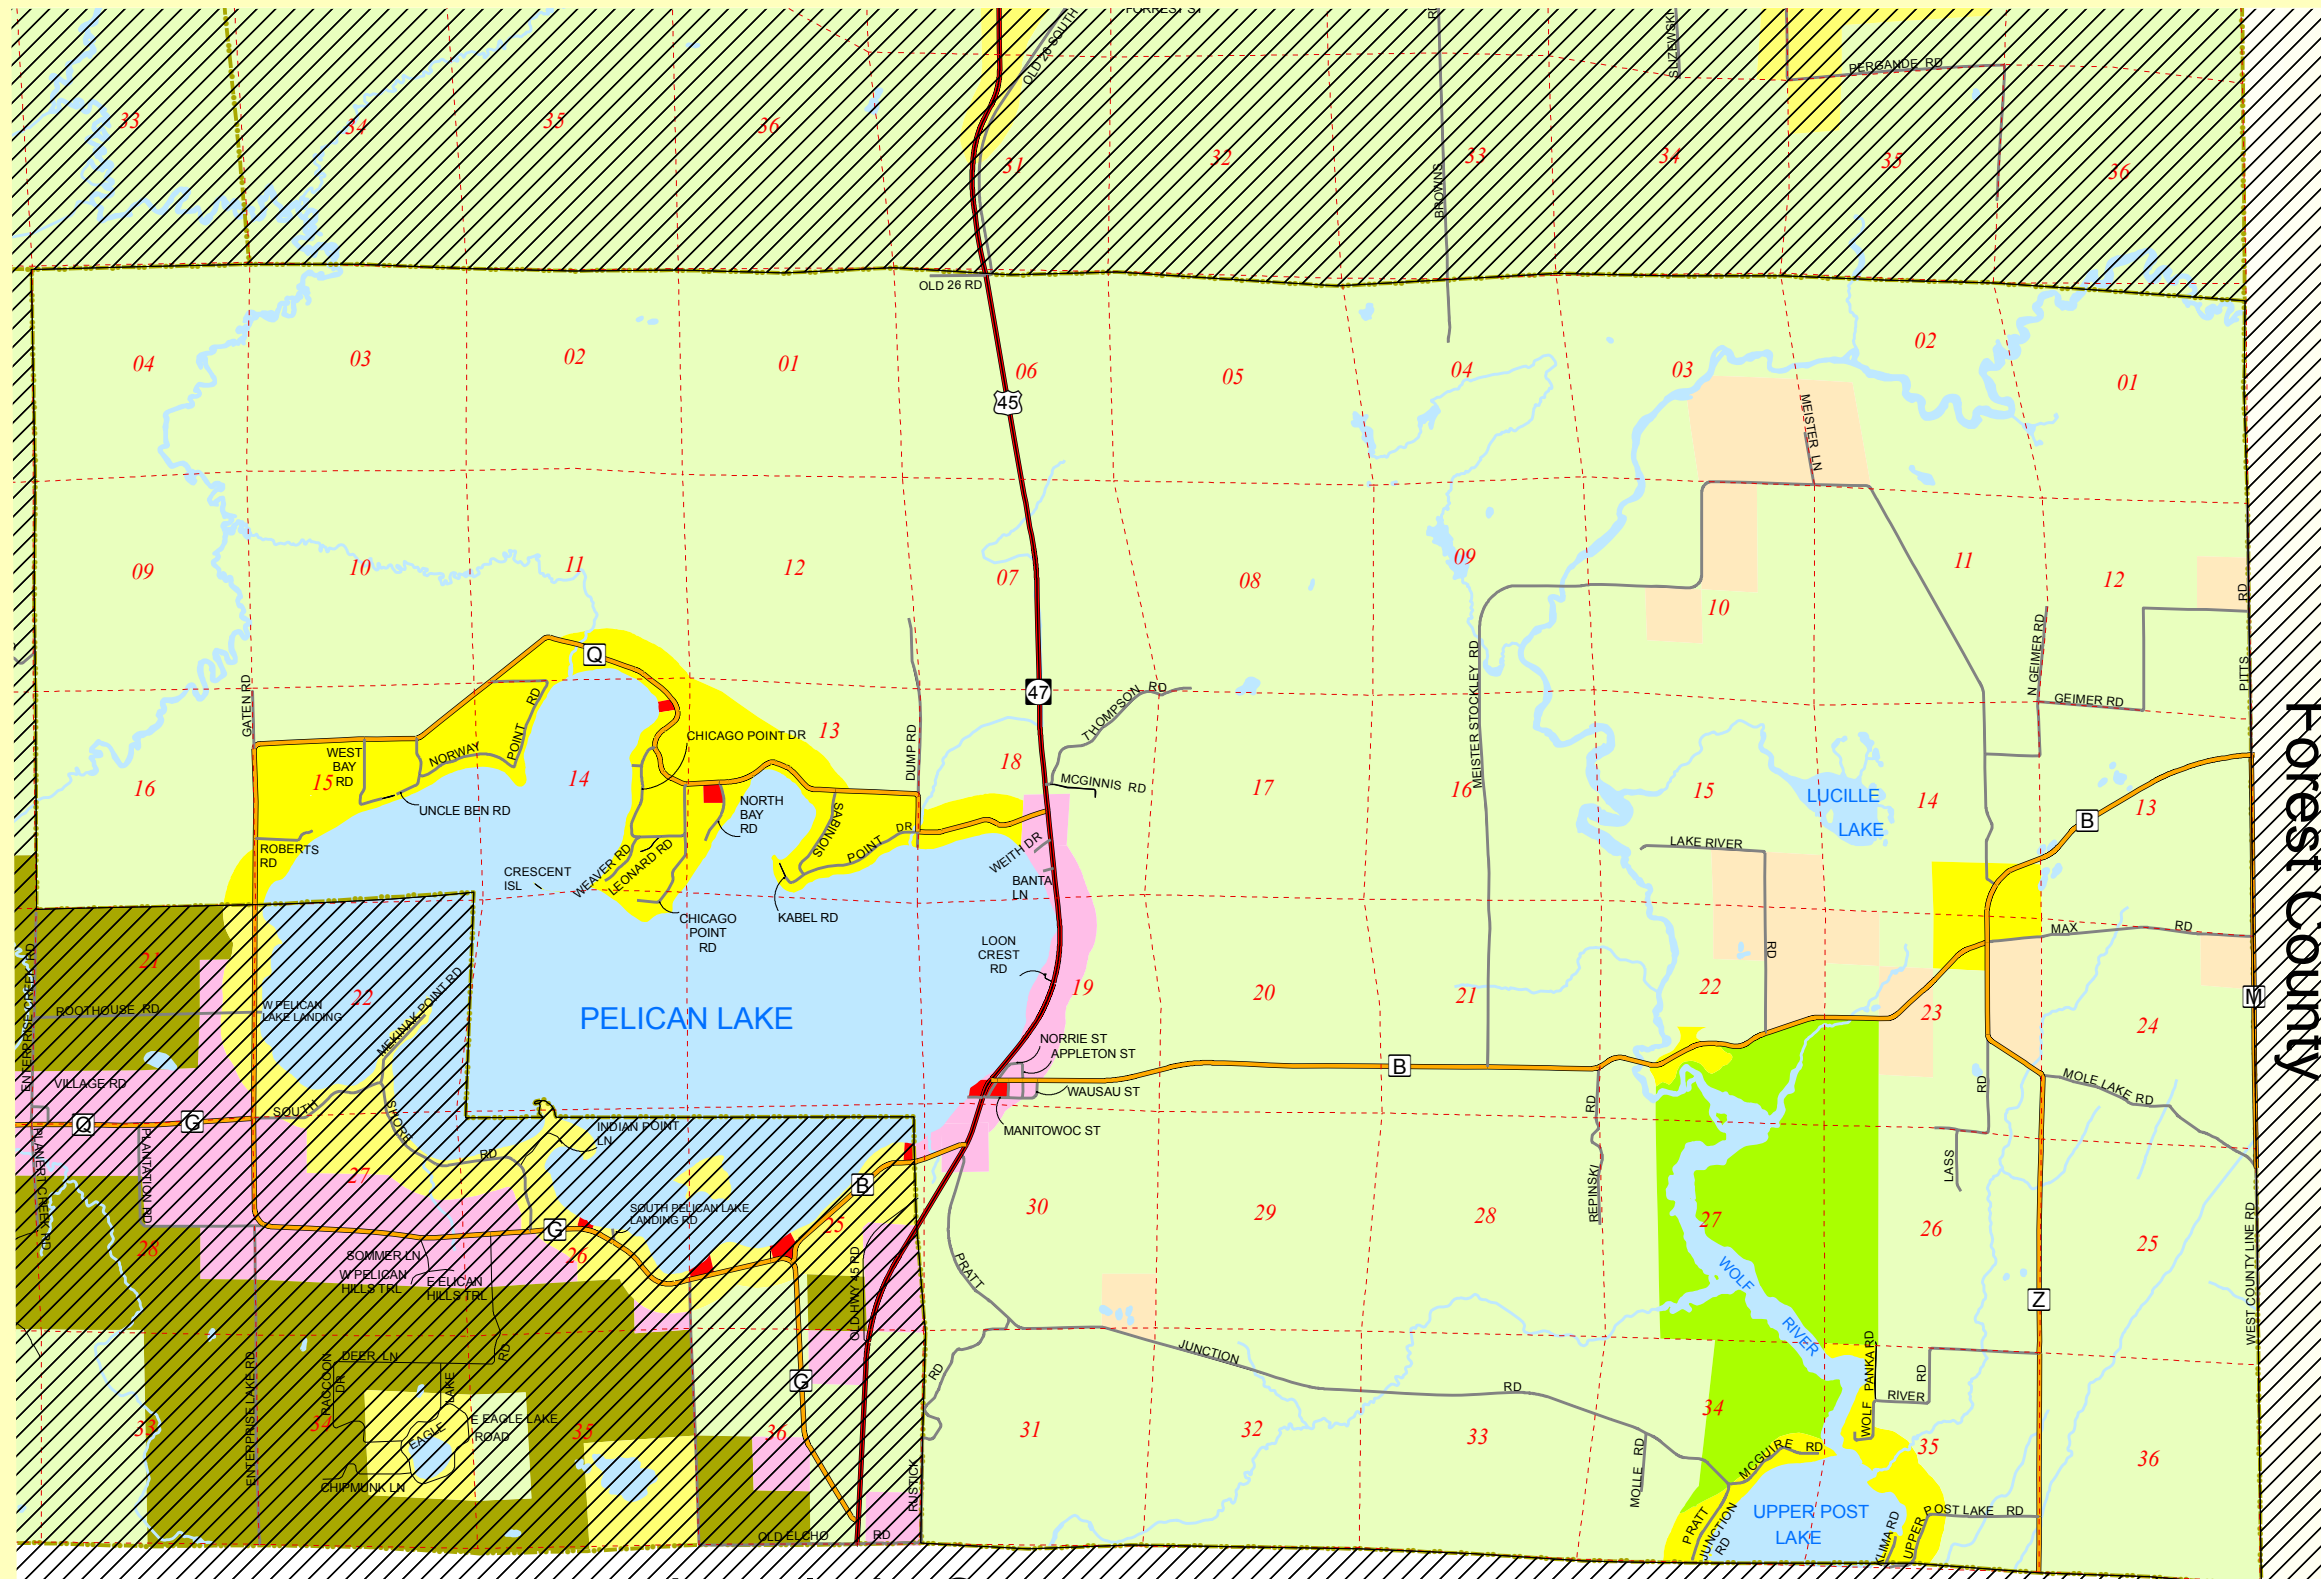 OLD 26 SOUTH
FORREST ST
RD
SLIZEWSKI
PERGANDE RD
33
34
35
36
31
32
33
34
35
36
BROWNS
OLD 26 RD
04
03
02
01
06
05
04
03
02
01
45
MEISTER LN
09
10
11
12
07
08
09
10
11
12
RD
PITTS
Q
GATEN RD
NORWAY
POINT
RD
WEST
BAY
RD
15
16
14
UNCLE BEN RD
ROBERTS
RD
CHICAGO POINT DR
13
DUMP RD
47
THOMPSON RD
18
MCGINNIS RD
17
MEISTER STOCKLEY RD
16
15
N GEIMER RD
GEIMER RD
LUCILLE
LAKE
14
B
13
Forest County
NORTH
BAY
RD
SABINOIS
POINT
DR
WEITH DR
BANTA
LN
LAKE RIVER
RD
CRESCENT
ISL
WEAVER RD
LEONARD RD
CHICAGO
POINT
RD
KABEL RD
LOON
CREST
RD
MAX RD
21
22
ENTERPRISE CREEK RD
ROOTHOUSE RD
W PELICAN
LAKE LANDING
MEKINAK POINT RD
PELICAN LAKE
19
20
21
22
23
24
M
NORRIE ST
APPLETON ST
WAUSAU ST
MANITOWOC ST
B
VILLAGE RD
Q
G
SOUTH
SHORE
RD
INDIAN POINT
LN
RD
REPINSKI
RD
MOLE LAKE RD
LASS
PLANERT CREEK RD
PLANTATION RD
27
28
B
SOUTH PELICAN LAKE
LANDING RD
25
G
26
30
29
28
27
26
25
WOLF
RIVER
Z
WEST COUNTY LINE RD
SOMMER LN
W PELICAN
HILLS TRL
E ELICAN
HILLS TRL
OLD HWY 45 RD
PRATT
JUNCTION
RD
RD
DEER LN
RACCOON
DR
LAKE
RD
EAGLE
E EAGLE LAKE
ROAD
CHIPMUNK LN
ENTERPRISE LAKE RD
G
33
34
35
36
31
32
33
34
35
36
RUSTICK
OLD ELCHO
RD
MOLLE RD
MCGUIRE RD
WOLF
PANKA RD
RIVER
RD
PRATT
JUNCTION
RD
UPPER POST
LAKE
KLIMA RD
UPPER
POST LAKE RD